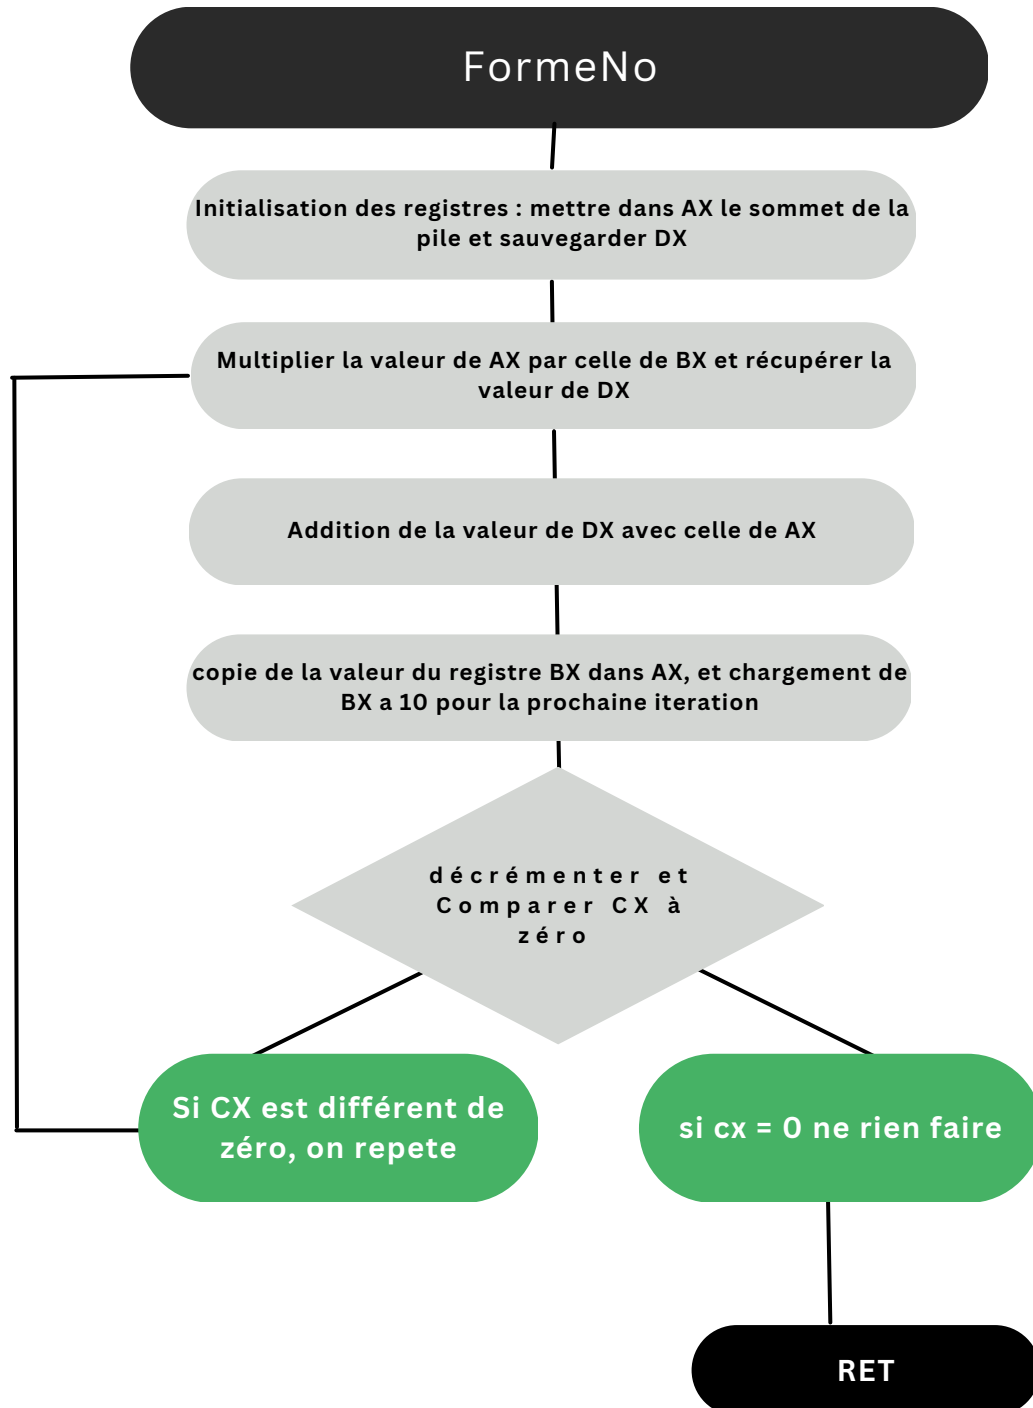 FormeNo
Initialisation des registres : mettre dans AX le sommet de la
pile et sauvegarder DX
Multiplier la valeur de AX par celle de BX et récupérer la
valeur de DX
Addition de la valeur de DX avec celle de AX
copie de la valeur du registre BX dans AX, et chargement de
BX a 10 pour la prochaine iteration
décrémenter et
Comparer CX à
zéro
Si CX est différent de
zéro, on repete
si cx = 0 ne rien faire
RET